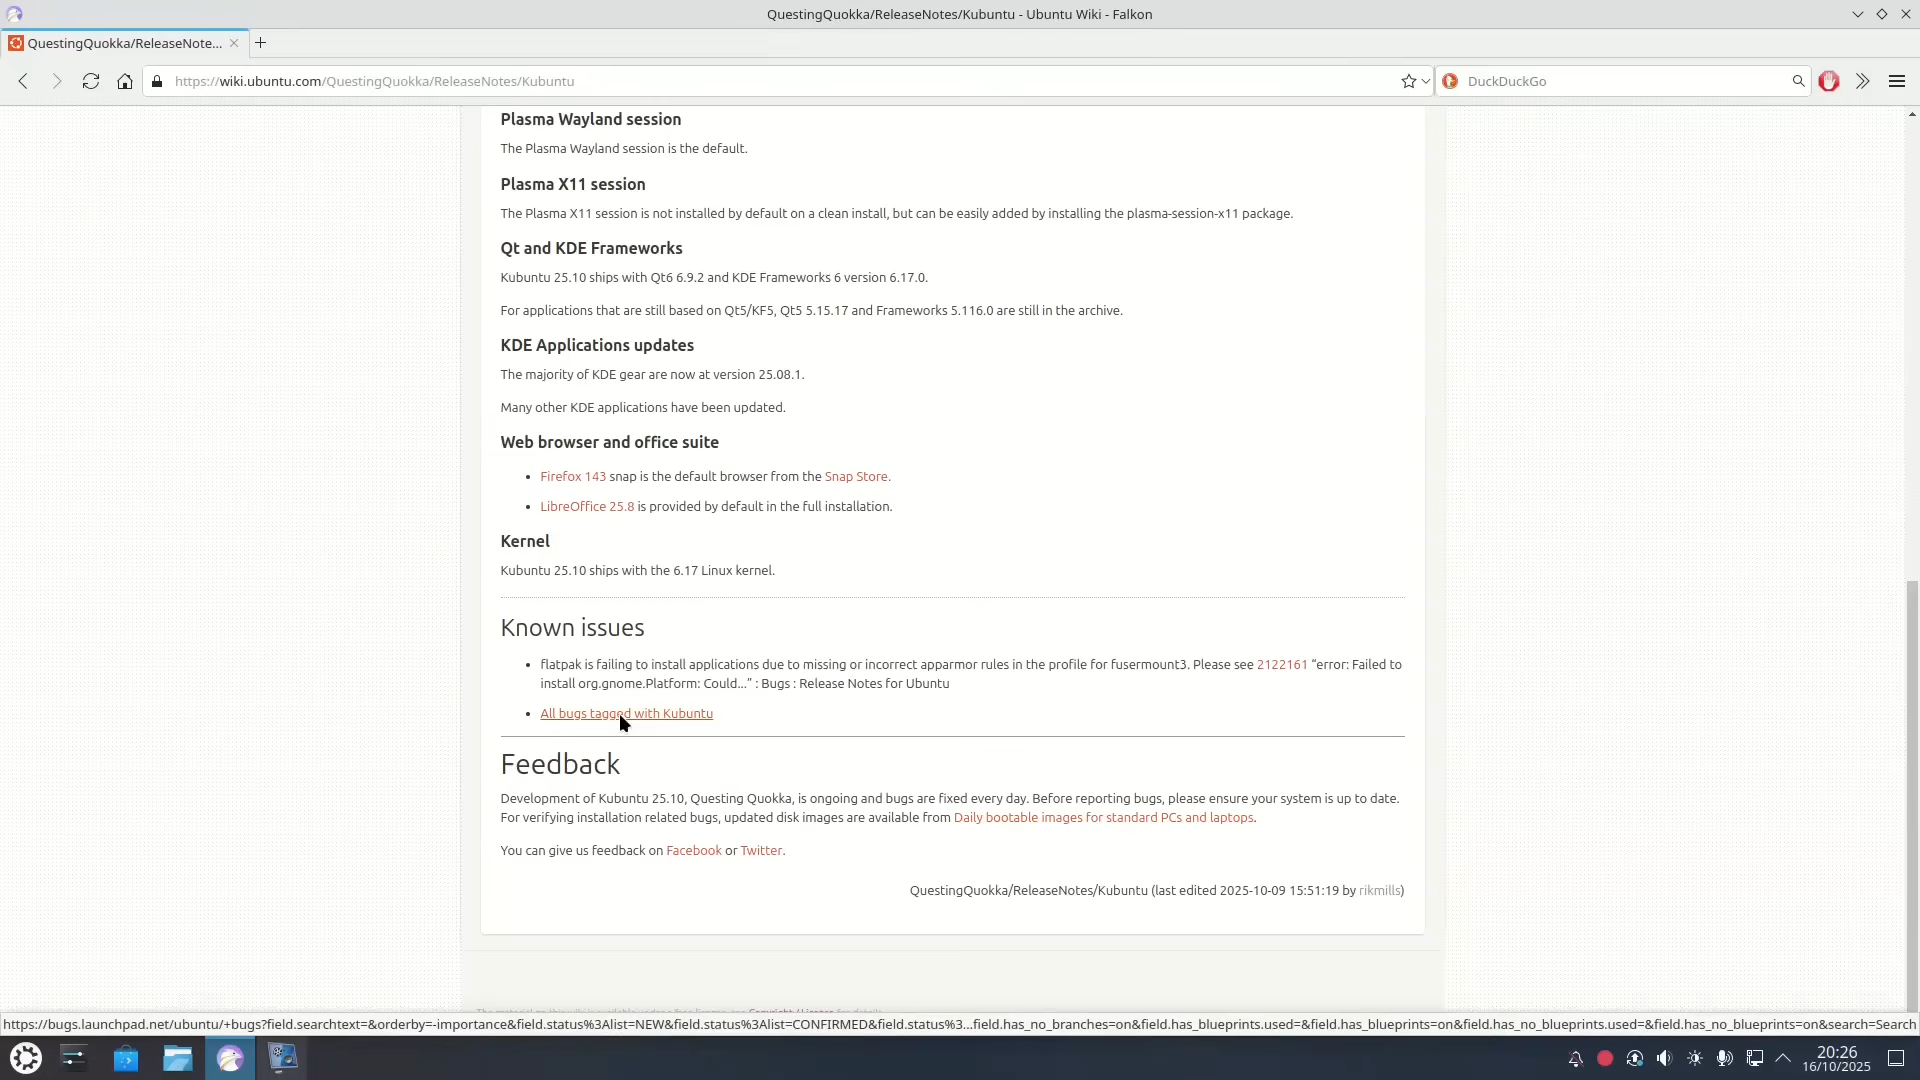 QuestingQuokka/ReleaseNotes/Kubuntu - Ubuntu Wiki - Falkon
QuestingQuokka/ReleaseNote...
https://wiki.ubuntu.com/QuestingQuokka/ReleaseNotes/Kubuntu
DuckDuckGo
Plasma Wayland session
The Plasma Wayland session is the default.
Plasma X11 session
The Plasma X11 session is not installed by default on a clean install, but can be easily added by installing the plasma-session-x11 package.
Qt and KDE Frameworks
Kubuntu 25.10 ships with Qt6 6.9.2 and KDE Frameworks 6 version 6.17.0.
For applications that are still based on Qt5/KF5, Qt5 5.15.17 and Frameworks 5.116.0 are still in the archive.
KDE Applications updates
The majority of KDE gear are now at version 25.08.1.
Many other KDE applications have been updated.
Web browser and office suite
• Firefox 143 snap is the default browser from the Snap Store.
• LibreOffice 25.8 is provided by default in the full installation.
Kernel
Kubuntu 25.10 ships with the 6.17 Linux kernel.
Known issues
• flatpak is failing to install applications due to missing or incorrect apparmor rules in the profile for fusermount3. Please see 2122161 “error: Failed to
install org.gnome.Platform: Could...” : Bugs : Release Notes for Ubuntu
• All bugs tagged with Kubuntu
Feedback
Development of Kubuntu 25.10, Questing Quokka, is ongoing and bugs are fixed every day. Before reporting bugs, please ensure your system is up to date.
For verifying installation related bugs, updated disk images are available from Daily bootable images for standard PCs and laptops.
You can give us feedback on Facebook or Twitter.
QuestingQuokka/ReleaseNotes/Kubuntu (last edited 2025-10-09 15:51:19 by rikmills)
https://bugs.launchpad.net/ubuntu/+bugs?field.searchtext=&orderby=-importance&field.status%3Alist=NEW&field.status%3Alist=CONFIRMED&field.status%3...field.has_no_branches=on&field.has_blueprints.used=&field.has_blueprints=on&field.has_no_blueprints.used=&field.has_no_blueprints=on&search=Search
20:26
16/10/2025